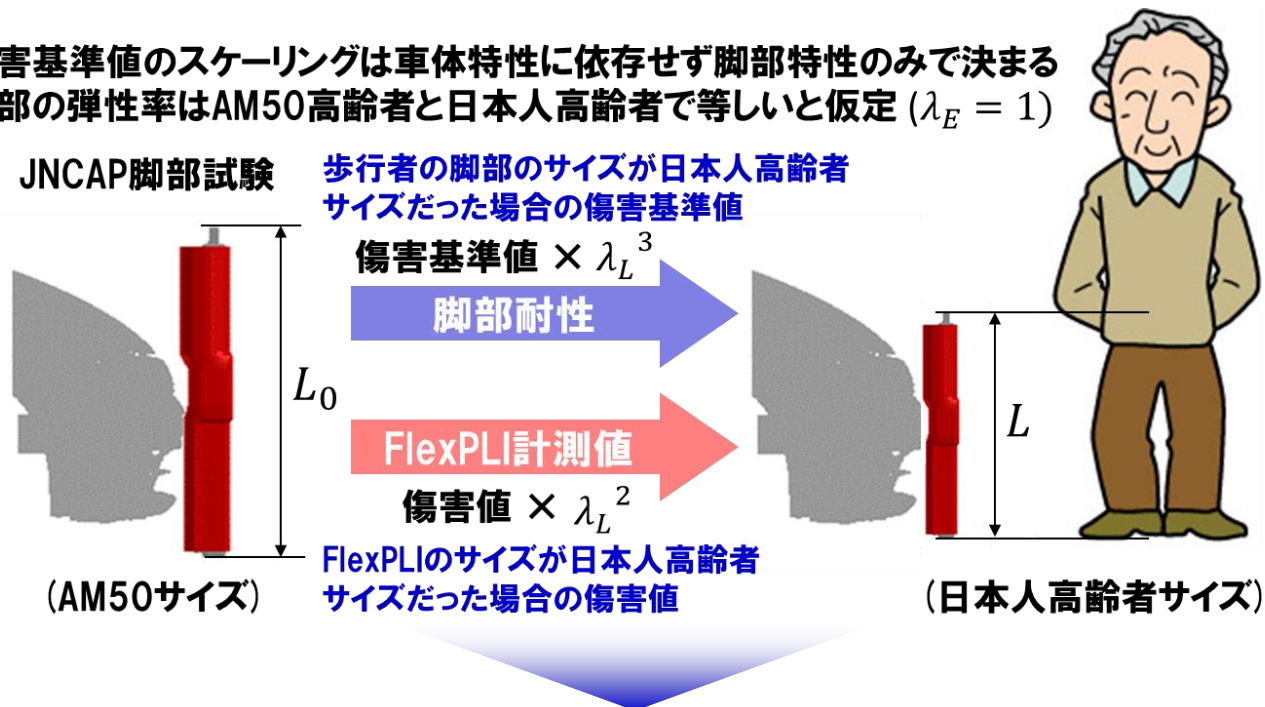 害基準値のスケーリングは車体特性に依存せず脚部特性のみで決まる
部の弾性率はAM50高齢者と日本人高齢者で等しいと仮定 (λ_E = 1)
JNCAP脚部試験
歩行者の脚部のサイズが日本人高齢者
サイズだった場合の傷害基準値
傷害基準値 × λ_L^3
脚部耐性
L_0
FlexPLI計測値
傷害値 × λ_L^2
FlexPLIのサイズが日本人高齢者
サイズだった場合の傷害値
(AM50サイズ)
L
(日本人高齢者サイズ)